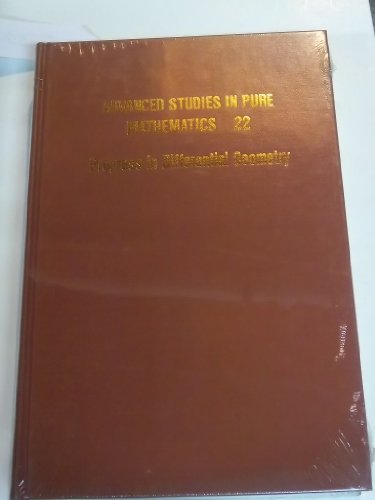 ADVANCED STUDIES IN PURE
MATHEMATICS 22
Progress in Differential Geometry